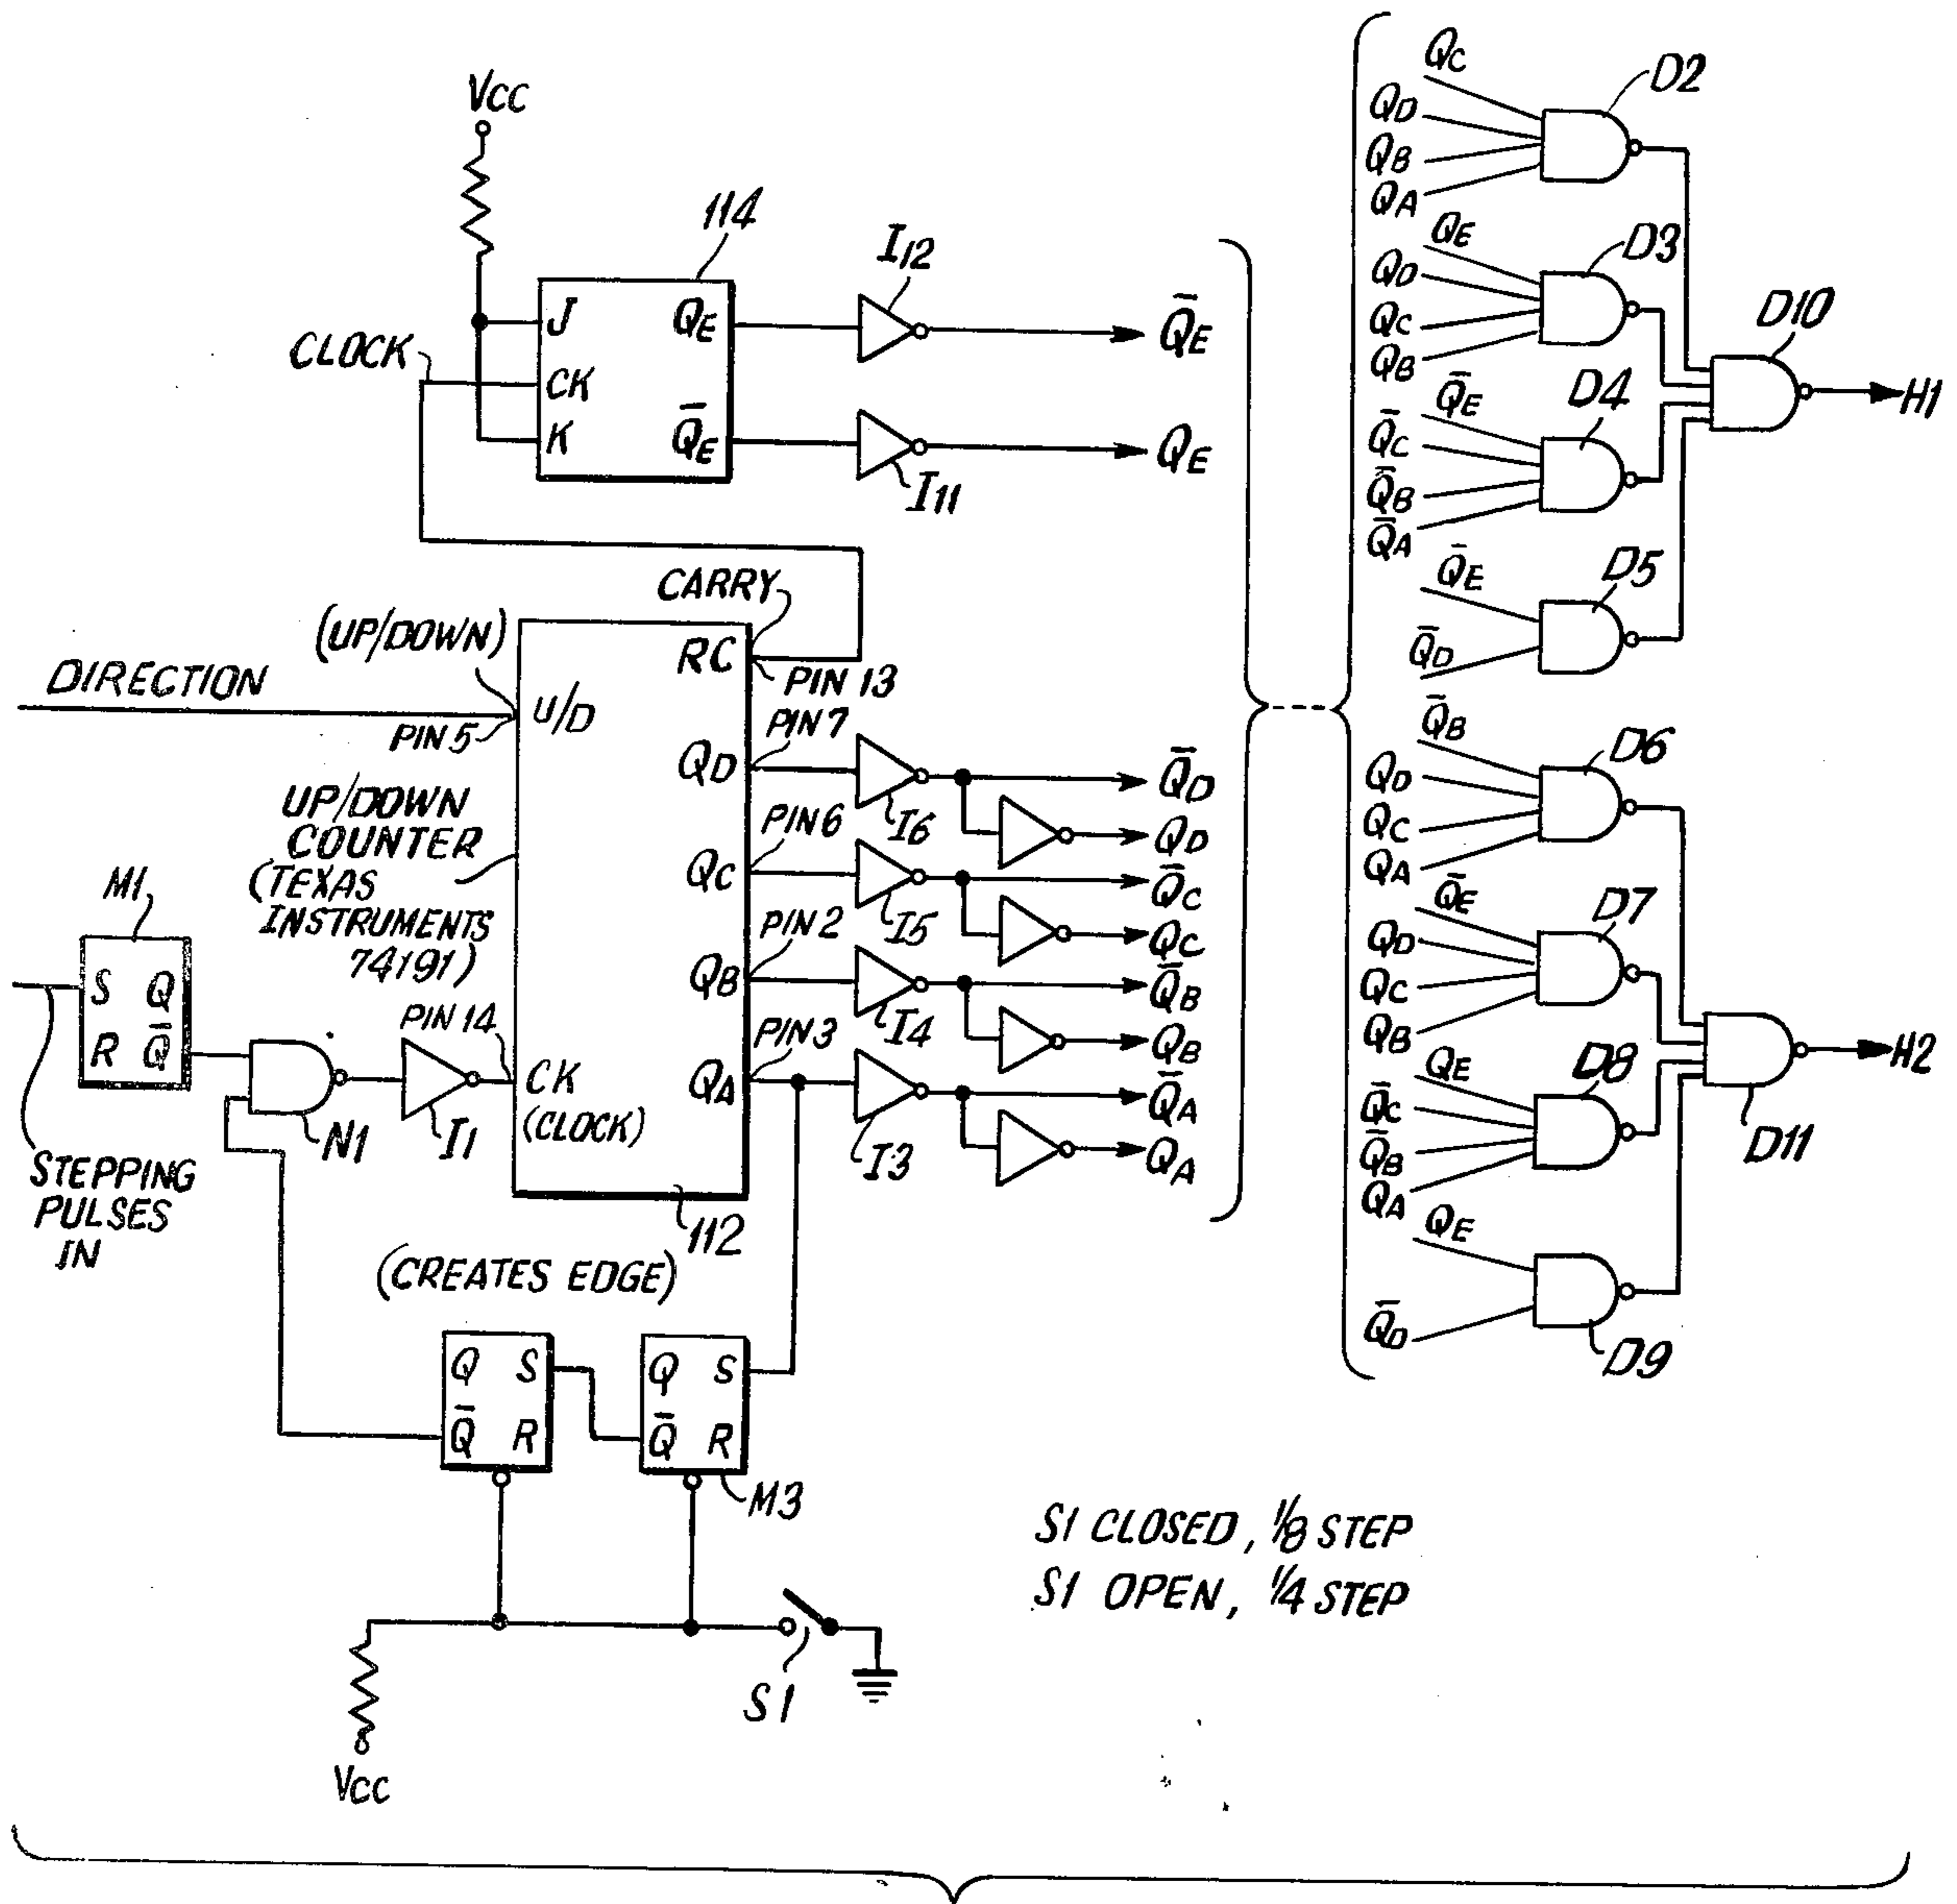 VCC
114
I12
CLOCK
J
QE
CK
K
Q̄E
Q̄E
QE
I11
CARRY
(UP/DOWN)
DIRECTION
PIN 5
U/D
RC
PIN 13
PIN 7
QD
Q̄D
I6
QD
UP/DOWN
COUNTER
(TEXAS
INSTRUMENTS
74191)
PIN 6
QC
Q̄C
I5
QC
PIN 2
QB
Q̄B
I4
QB
PIN 3
QA
Q̄A
I3
QA
M1
S Q
R Q̄
PIN 14
CK
(CLOCK)
N1
I1
STEPPING
PULSES
IN
112
(CREATES EDGE)
Q S
Q̄ R
Q S
Q̄ R
M3
S1
VCC
S1 CLOSED, 1/8 STEP
S1 OPEN, 1/4 STEP
QC
QD
QB
QA
D2
QE
QD
QC
QB
D3
D10
H1
Q̄E
Q̄C
Q̄B
Q̄A
D4
Q̄E
Q̄D
D5
Q̄B
QD
QC
QA
D6
Q̄E
QD
QC
QB
D7
H2
QE
Q̄C
Q̄B
QA
D8
D11
QE
Q̄D
D9